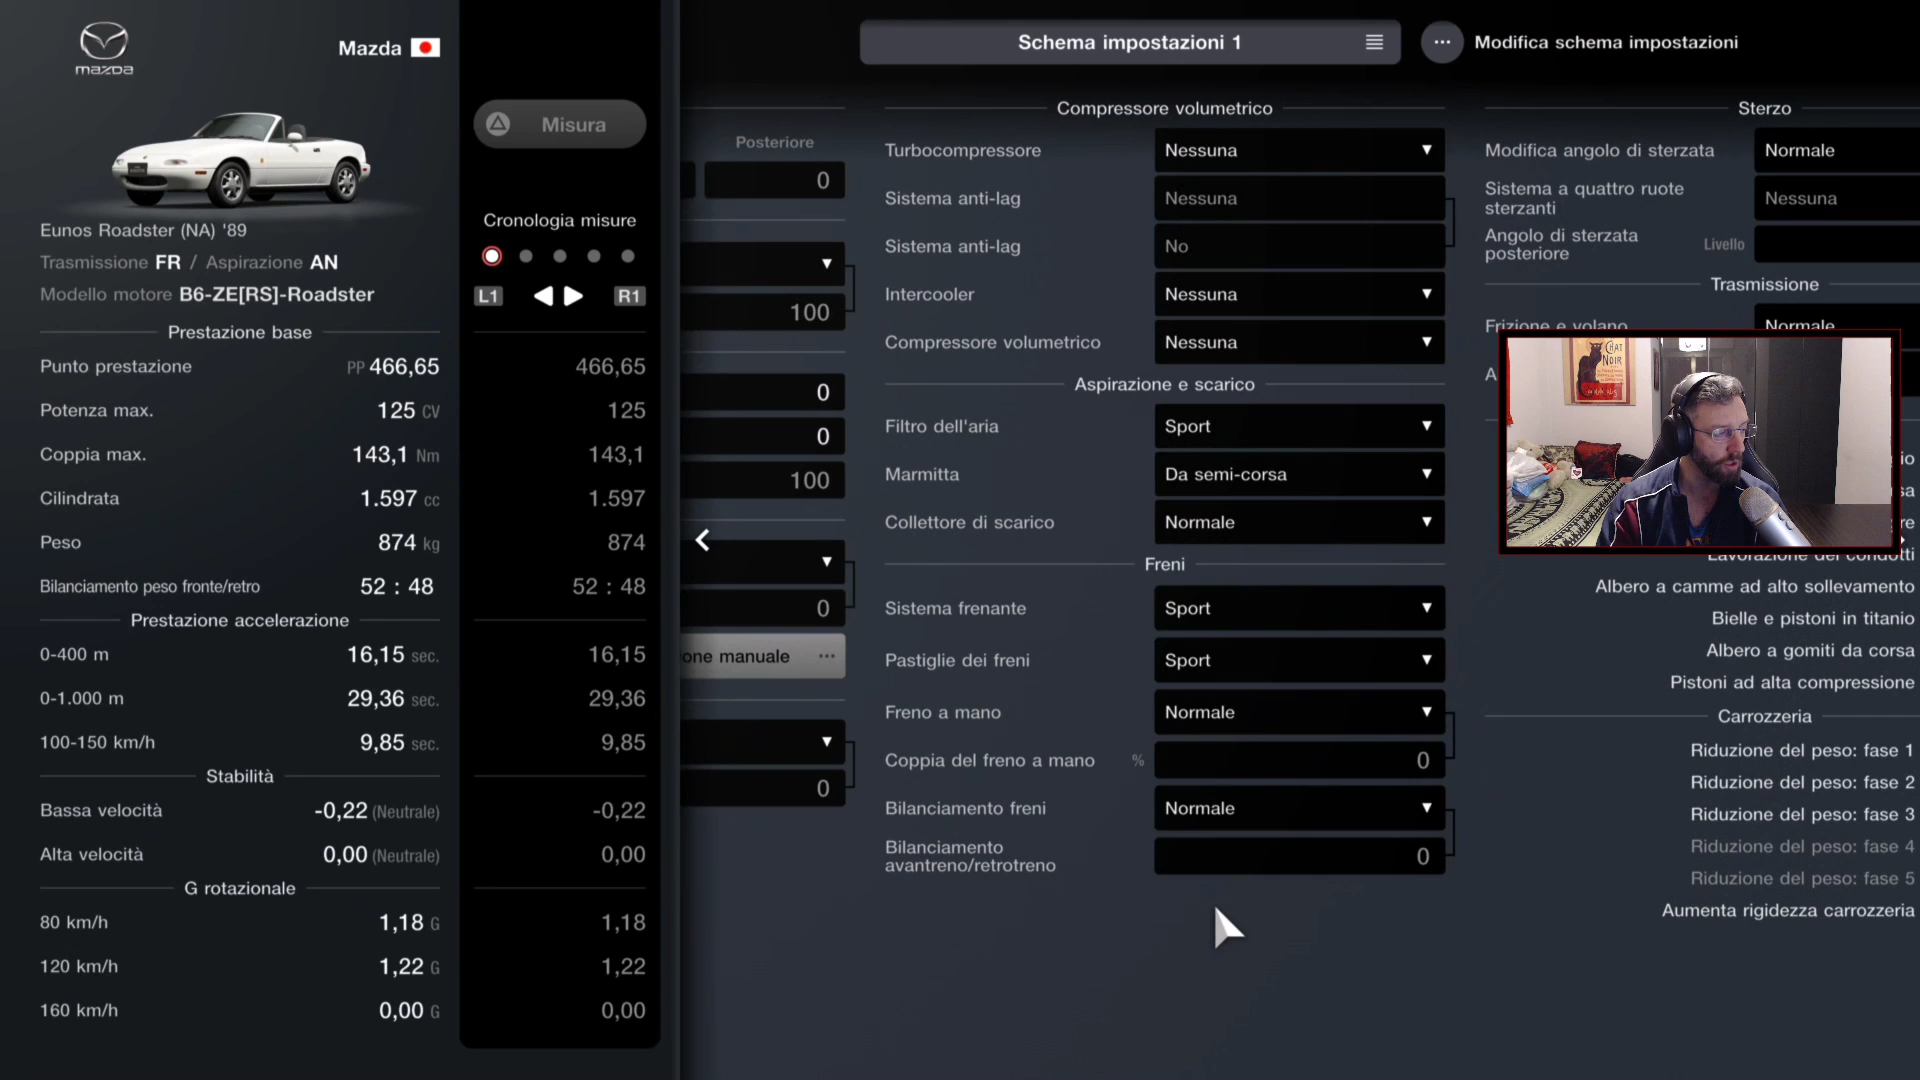 mazda
Mazda
Eunos Roadster (NA) '89
Trasmissione FR / Aspirazione AN
Modello motore B6-ZE[RS]-Roadster
Prestazione base
Punto prestazione PP 466,65
Potenza max. 125 CV
Coppia max. 143,1 Nm
Cilindrata 1.597 cc
Peso 874 kg
Bilanciamento peso fronte/retro 52 : 48
Prestazione accelerazione
0-400 m 16,15 sec.
0-1.000 m 29,36 sec.
100-150 km/h 9,85 sec.
Stabilità
Bassa velocità -0,22 (Neutrale)
Alta velocità 0,00 (Neutrale)
G rotazionale
80 km/h 1,18 G
120 km/h 1,22 G
160 km/h 0,00 G
Misura
Cronologia misure
L1 R1
466,65
125
143,1
1.597
874
52 : 48
16,15
29,36
9,85
-0,22
0,00
1,18
1,22
0,00
Schema impostazioni 1
Modifica schema impostazioni
Posteriore
0
100
0
0
100
0
one manuale
0
Compressore volumetrico
Turbocompressore Nessuna
Sistema anti-lag Nessuna
Sistema anti-lag No
Intercooler Nessuna
Compressore volumetrico Nessuna
Aspirazione e scarico
Filtro dell'aria Sport
Marmitta Da semi-corsa
Collettore di scarico Normale
Freni
Sistema frenante Sport
Pastiglie dei freni Sport
Freno a mano Normale
Coppia del freno a mano % 0
Bilanciamento freni Normale
Bilanciamento
avantreno/retrotreno 0
Sterzo
Modifica angolo di sterzata Normale
Sistema a quattro ruote
sterzanti Nessuna
Angolo di sterzata
posteriore Livello
Trasmissione
Frizione e volano Normale
A
CHAT
NOIR
io
sa
re
Lavorazione dei condotti
Albero a camme ad alto sollevamento
Bielle e pistoni in titanio
Albero a gomiti da corsa
Pistoni ad alta compressione
Carrozzeria
Riduzione del peso: fase 1
Riduzione del peso: fase 2
Riduzione del peso: fase 3
Riduzione del peso: fase 4
Riduzione del peso: fase 5
Aumenta rigidezza carrozzeria